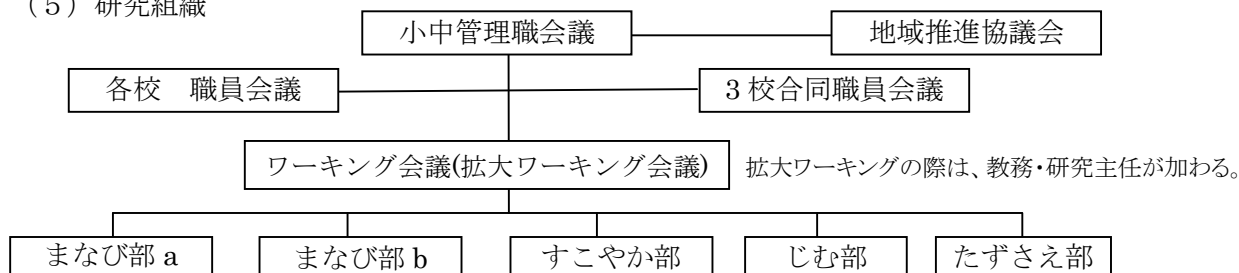 （５）研究組織
小中管理職会議　地域推進協議会
各校　職員会議　３校合同職員会議
ワーキング会議(拡大ワーキング会議)　拡大ワーキングの際は、教務・研究主任が加わる。
まなび部 a　まなび部 b　すこやか部　じむ部　たずさえ部